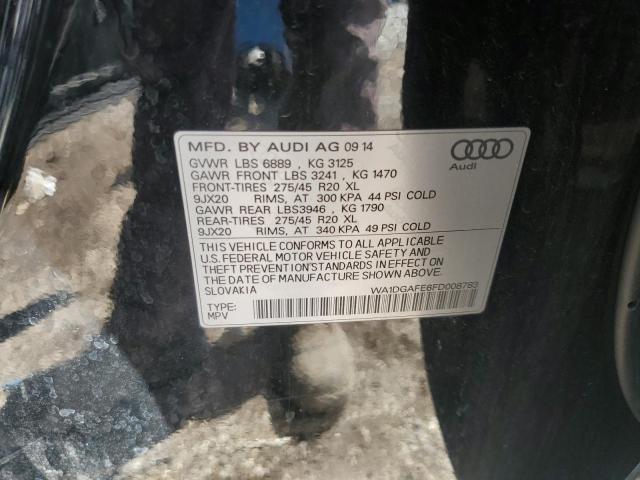 MFD. BY AUDI AG 09 14
GVWR LBS 6889 , KG 3125
GAWR FRONT LBS 3241 , KG 1470
FRONT-TIRES 275/45 R20 XL
9JX20 RIMS, AT 300 KPA 44 PSI COLD
GAWR REAR LBS3946 , KG 1790
REAR-TIRES 275/45 R20 XL
9JX20 RIMS, AT 340 KPA 49 PSI COLD
THIS VEHICLE CONFORMS TO ALL APPLICABLE
U.S. FEDERAL MOTOR VEHICLE SAFETY AND
THEFT PREVENTION STANDARDS IN EFFECT ON
THE DATE OF MANUFACTURE SHOWN ABOVE.
SLOVAKIA
WA1DGAFE6FD008783
TYPE:
MPV
Audi